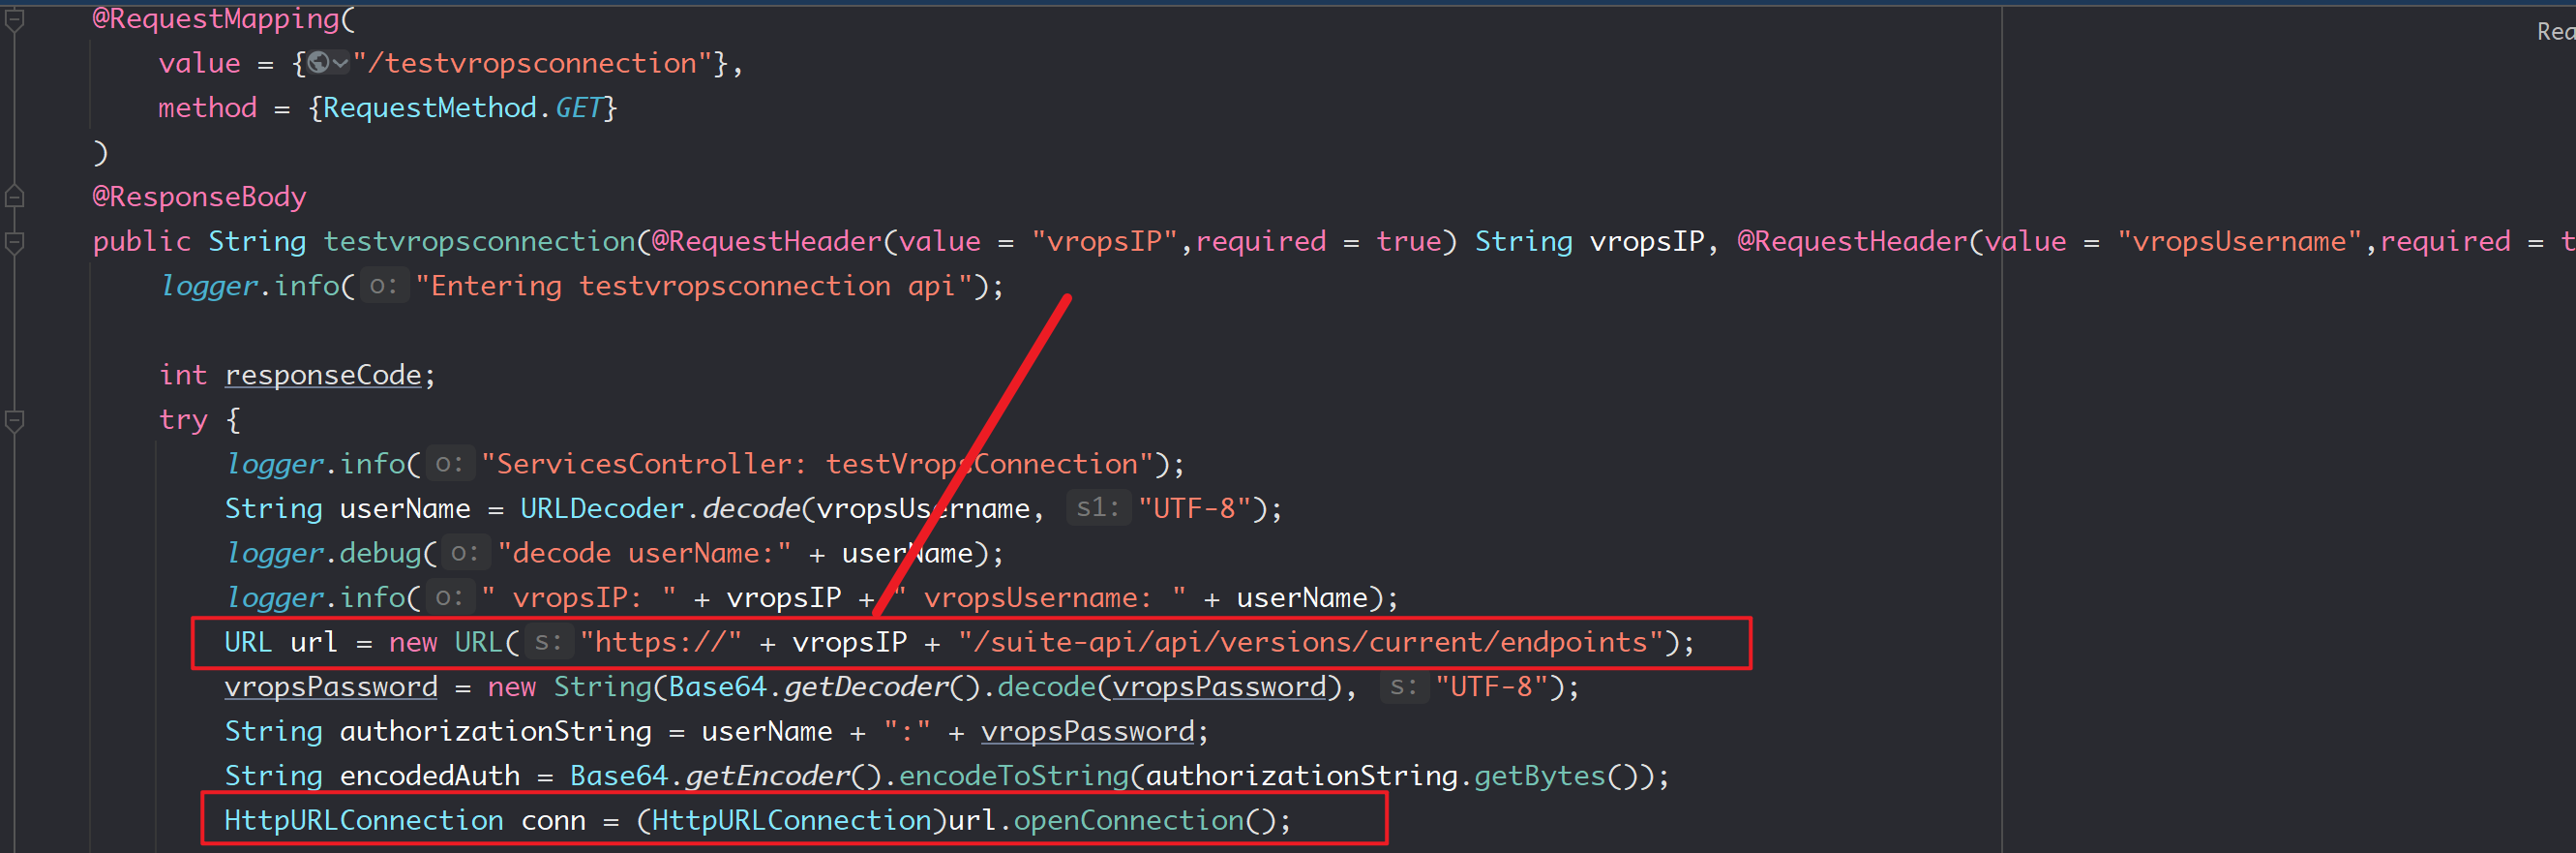 @RequestMapping(
Rea
value = {"/testvropsconnection"},
method = {RequestMethod.GET}
)
@ResponseBody
public String testvropsconnection(@RequestHeader(value = "vropsIP",required = true) String vropsIP, @RequestHeader(value = "vropsUsername",required = t
logger.info( o: "Entering testvropsconnection api");
int responseCode;
try {
logger.info( o: "ServicesController: testVropsConnection");
String userName = URLDecoder.decode(vropsUsername, s1: "UTF-8");
logger.debug( o: "decode userName:" + userName);
logger.info( o: " vropsIP: " + vropsIP + " vropsUsername: " + userName);
URL url = new URL( s: "https://" + vropsIP + "/suite-api/api/versions/current/endpoints");
vropsPassword = new String(Base64.getDecoder().decode(vropsPassword), s: "UTF-8");
String authorizationString = userName + ":" + vropsPassword;
String encodedAuth = Base64.getEncoder().encodeToString(authorizationString.getBytes());
HttpURLConnection conn = (HttpURLConnection)url.openConnection();